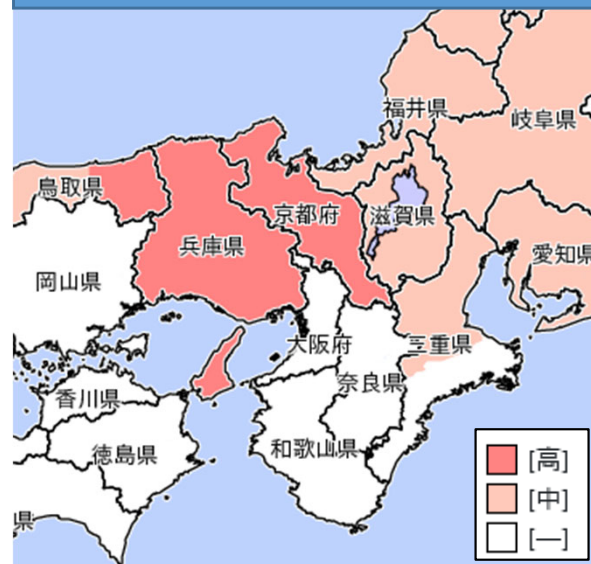 福井県
岐阜県
鳥取県
京都府
滋賀県
兵庫県
愛知県
岡山県
大阪府
三重県
奈良県
香川県
和歌山県
徳島県
県
[高]
[中]
[―]